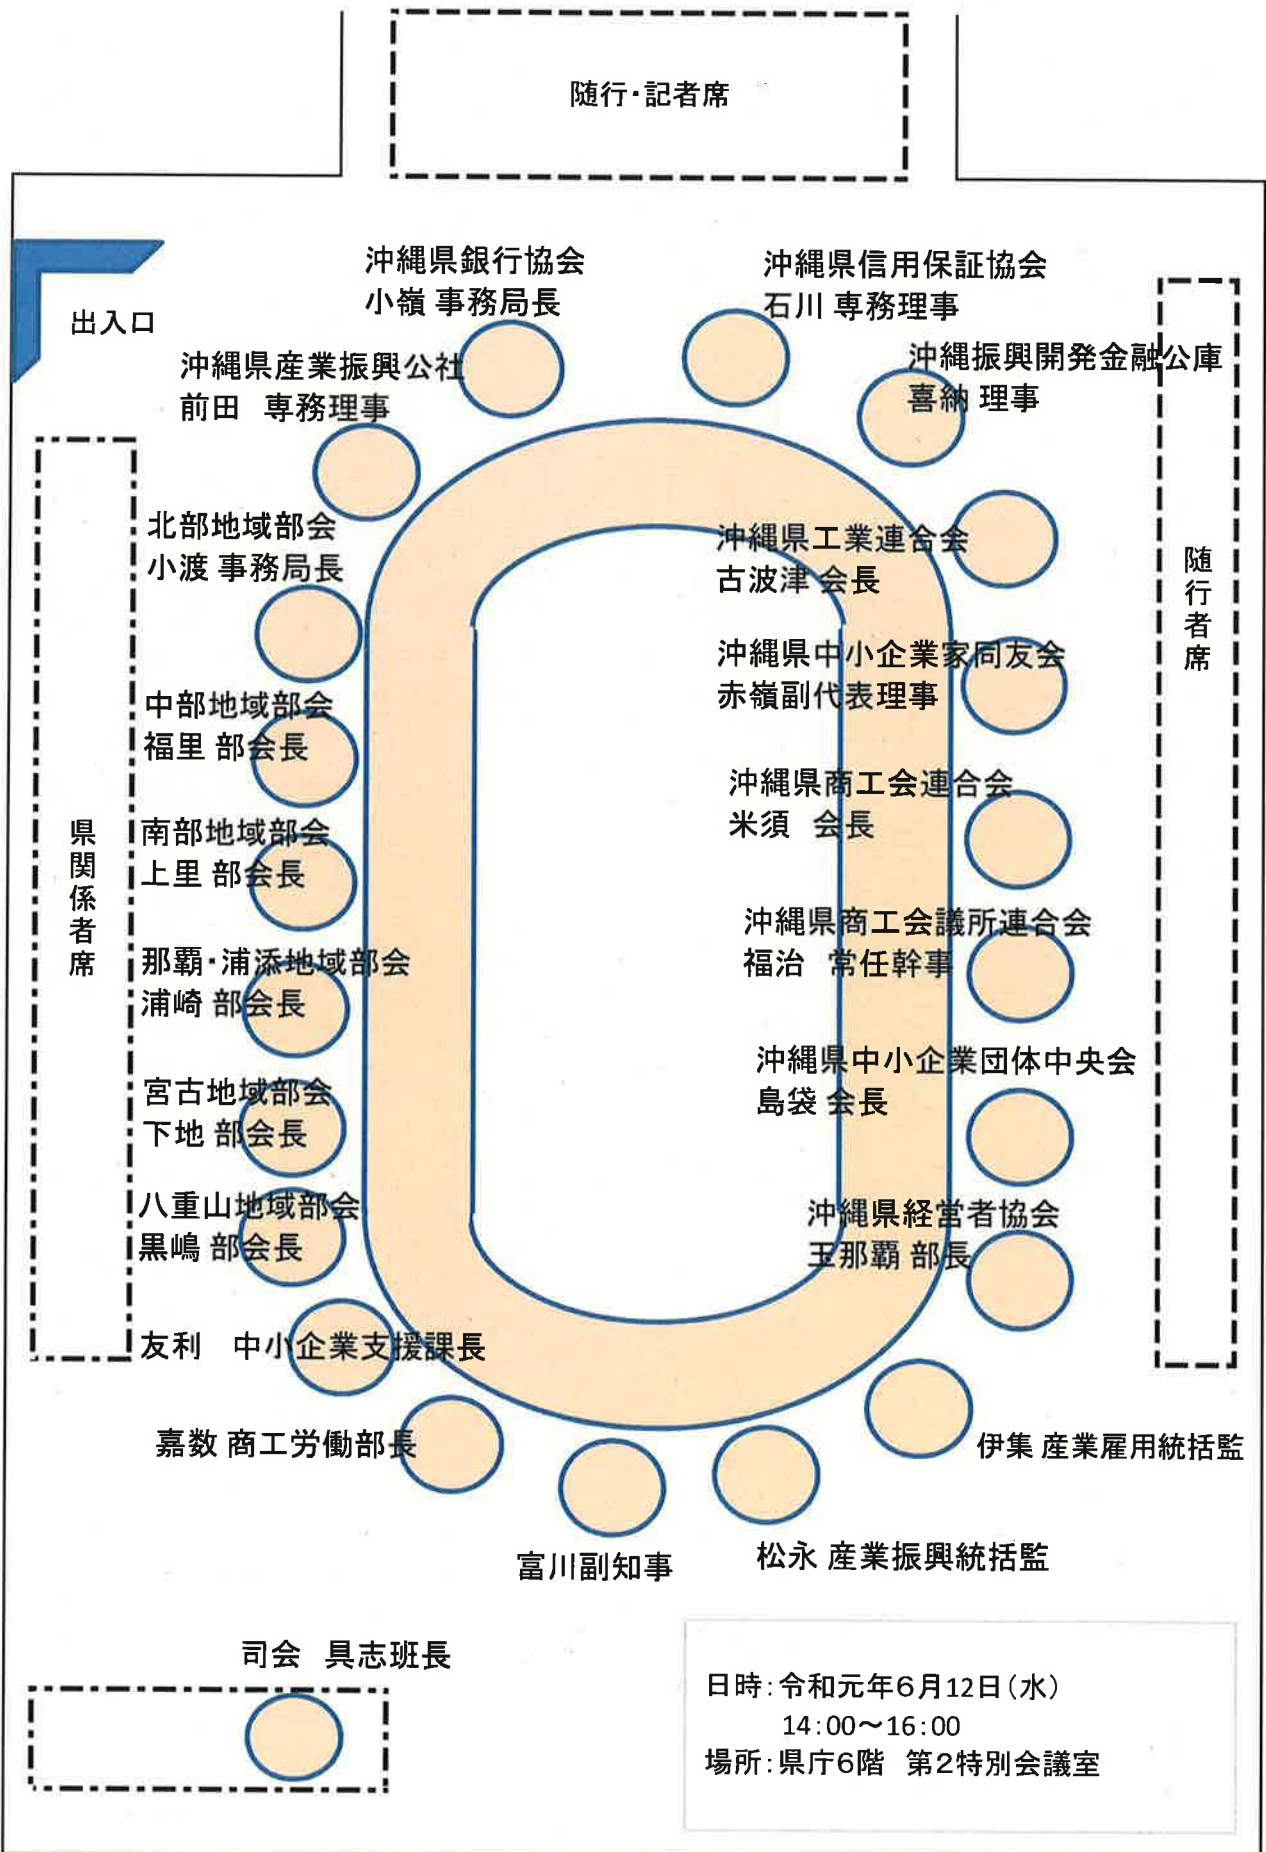 随行・記者席
沖縄県銀行協会
小嶺 事務局長
沖縄県信用保証協会
石川 専務理事
出入口
沖縄県産業振興公社
前田 専務理事
沖縄振興開発金融公庫
喜納 理事
北部地域部会
小渡 事務局長
沖縄県工業連合会
古波津 会長
随行者席
中部地域部会
福里 部会長
沖縄県中小企業家同友会
赤嶺副代表理事
県関係者席
南部地域部会
上里 部会長
沖縄県商工会連合会
米須 会長
那覇・浦添地域部会
浦崎 部会長
沖縄県商工会議所連合会
福治 常任幹事
宮古地域部会
下地 部会長
沖縄県中小企業団体中央会
島袋 会長
八重山地域部会
黒嶋 部会長
沖縄県経営者協会
玉那覇 部長
友利 中小企業支援課長
嘉数 商工労働部長
伊集 産業雇用統括監
富川副知事
松永 産業振興統括監
司会 具志班長
日時:令和元年6月12日(水)
14:00～16:00
場所:県庁6階 第2特別会議室